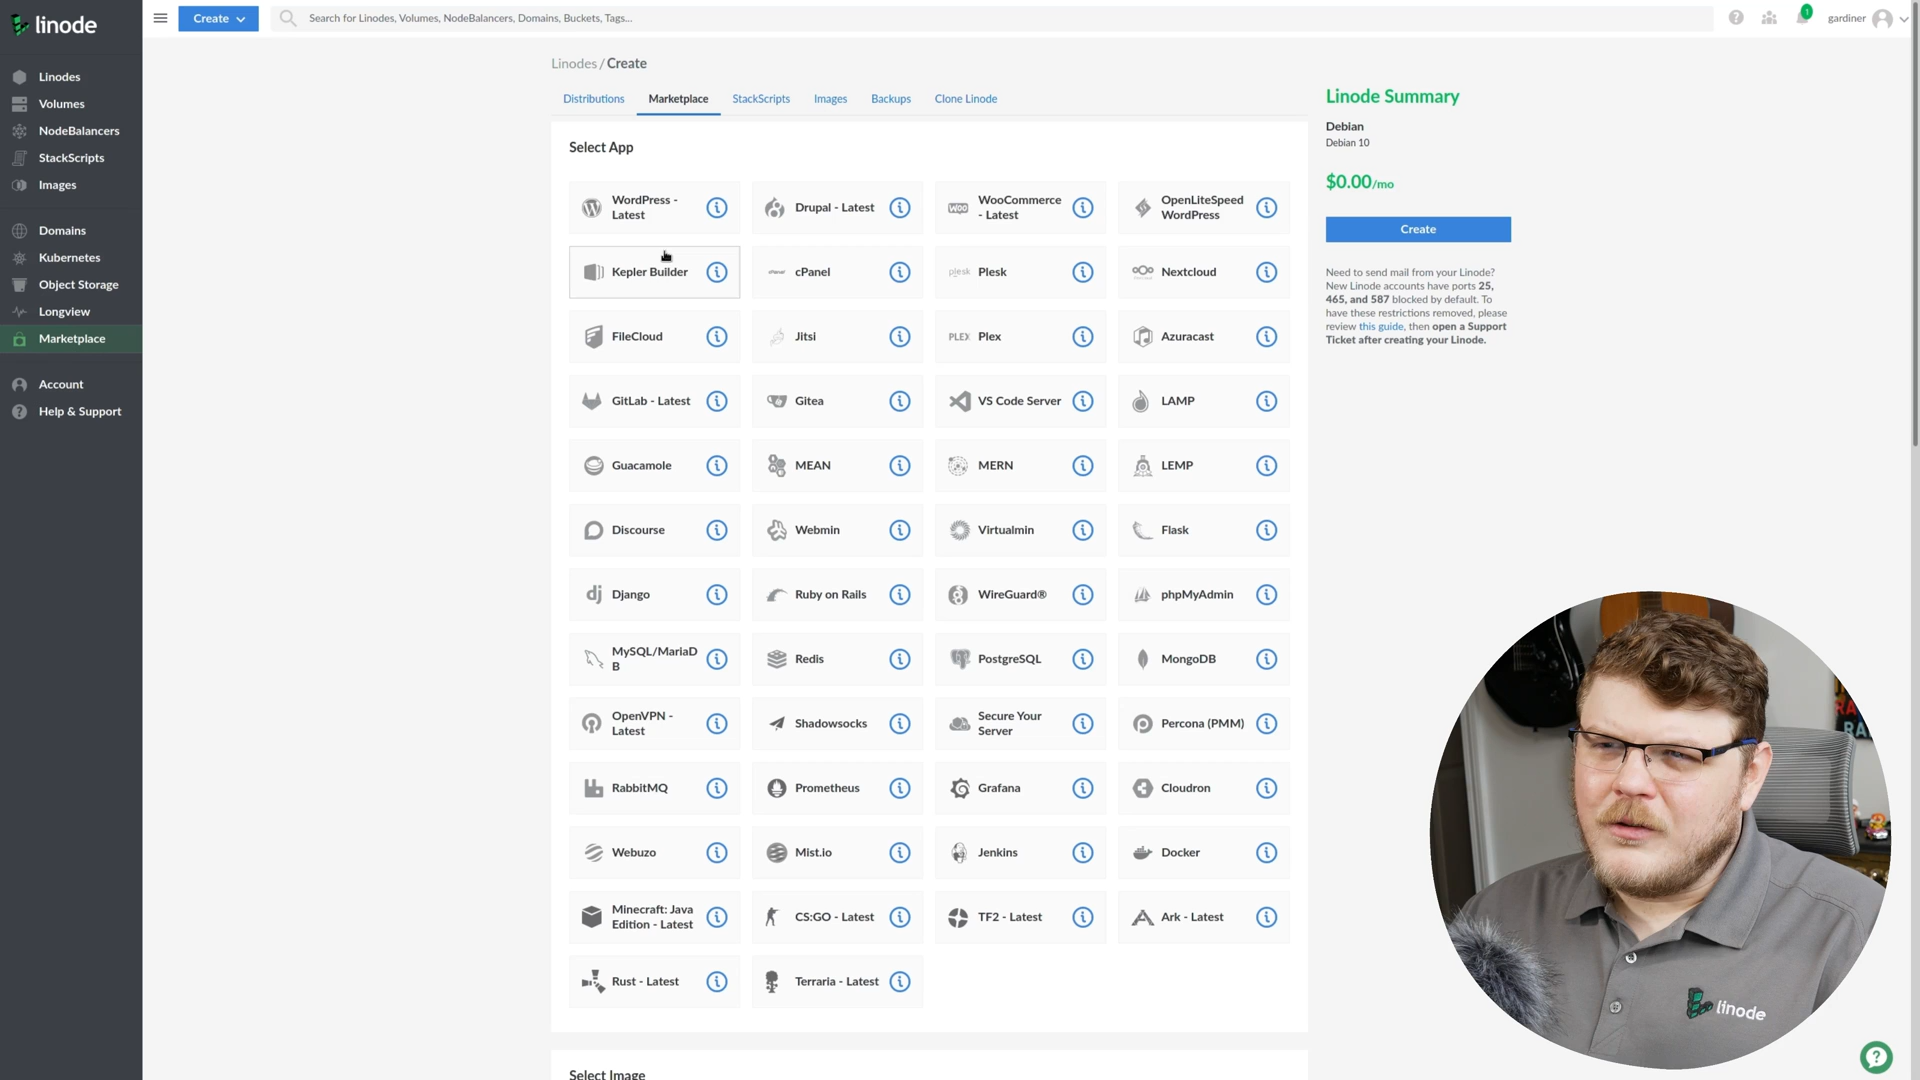 linode
Create
Search for Linodes, Volumes, NodeBalancers, Domains, Buckets, Tags...
1
gardiner
Linodes
Volumes
NodeBalancers
StackScripts
Images
Domains
Kubernetes
Object Storage
Longview
Marketplace
Account
Help & Support
Linodes / Create
Distributions
Marketplace
StackScripts
Images
Backups
Clone Linode
Select App
WordPress -
Latest
Drupal - Latest
WOO
WooCommerce
- Latest
OpenLiteSpeed
WordPress
Kepler Builder
cPanel
cPanel
plesk
Plesk
Nextcloud
FileCloud
Jitsi
PLEX
Plex
Azuracast
GitLab - Latest
Gitea
VS Code Server
LAMP
Guacamole
MEAN
MERN
LEMP
Discourse
Webmin
Virtualmin
Flask
dj
Django
Ruby on Rails
WireGuard®
phpMyAdmin
MySQL/MariaD
B
Redis
PostgreSQL
MongoDB
OpenVPN -
Latest
Shadowsocks
Secure Your
Server
Percona (PMM)
RabbitMQ
Prometheus
Grafana
Cloudron
Webuzo
Mist.io
Jenkins
Docker
Minecraft: Java
Edition - Latest
CS:GO - Latest
TF2 - Latest
Ark - Latest
Rust - Latest
Terraria - Latest
Select Image
Linode Summary
Debian
Debian 10
$0.00/mo
Create
Need to send mail from your Linode?
New Linode accounts have ports 25,
465, and 587 blocked by default. To
have these restrictions removed, please
review this guide, then open a Support
Ticket after creating your Linode.
linode